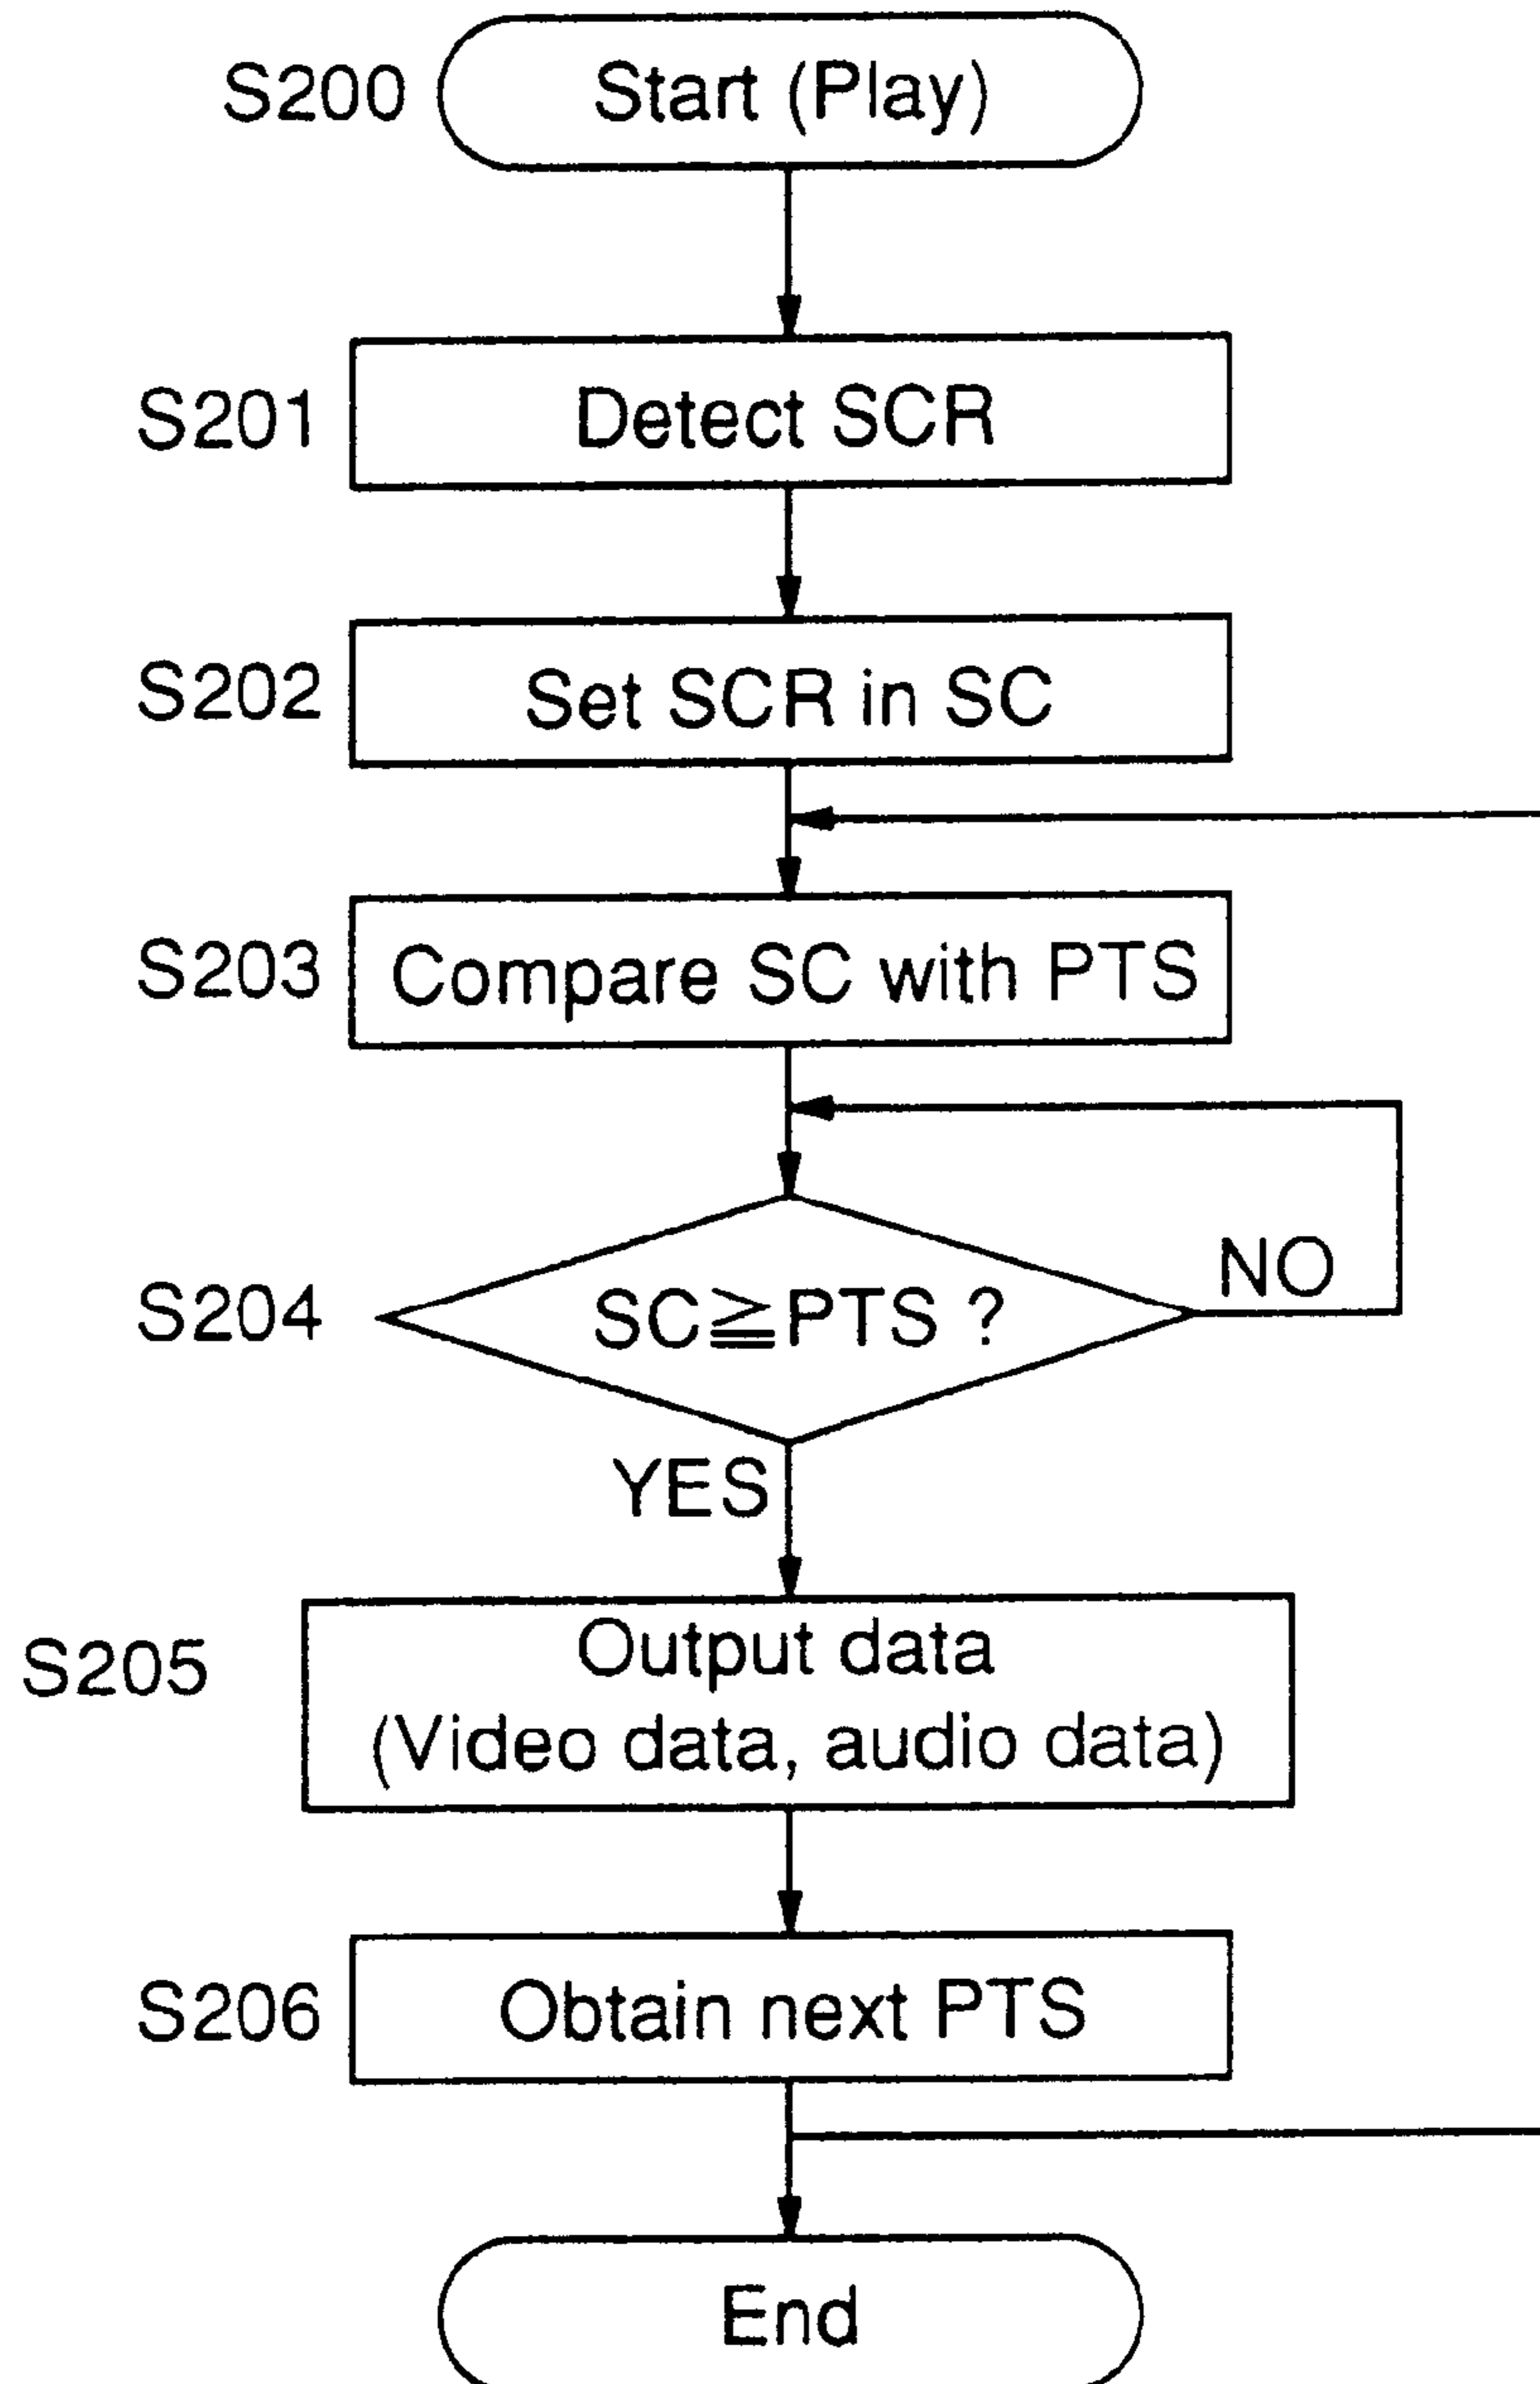 S200 Start (Play)
S201 Detect SCR
S202 Set SCR in SC
S203 Compare SC with PTS
S204 SC≧PTS ?
NO
YES
S205 Output data
(Video data, audio data)
S206 Obtain next PTS
End